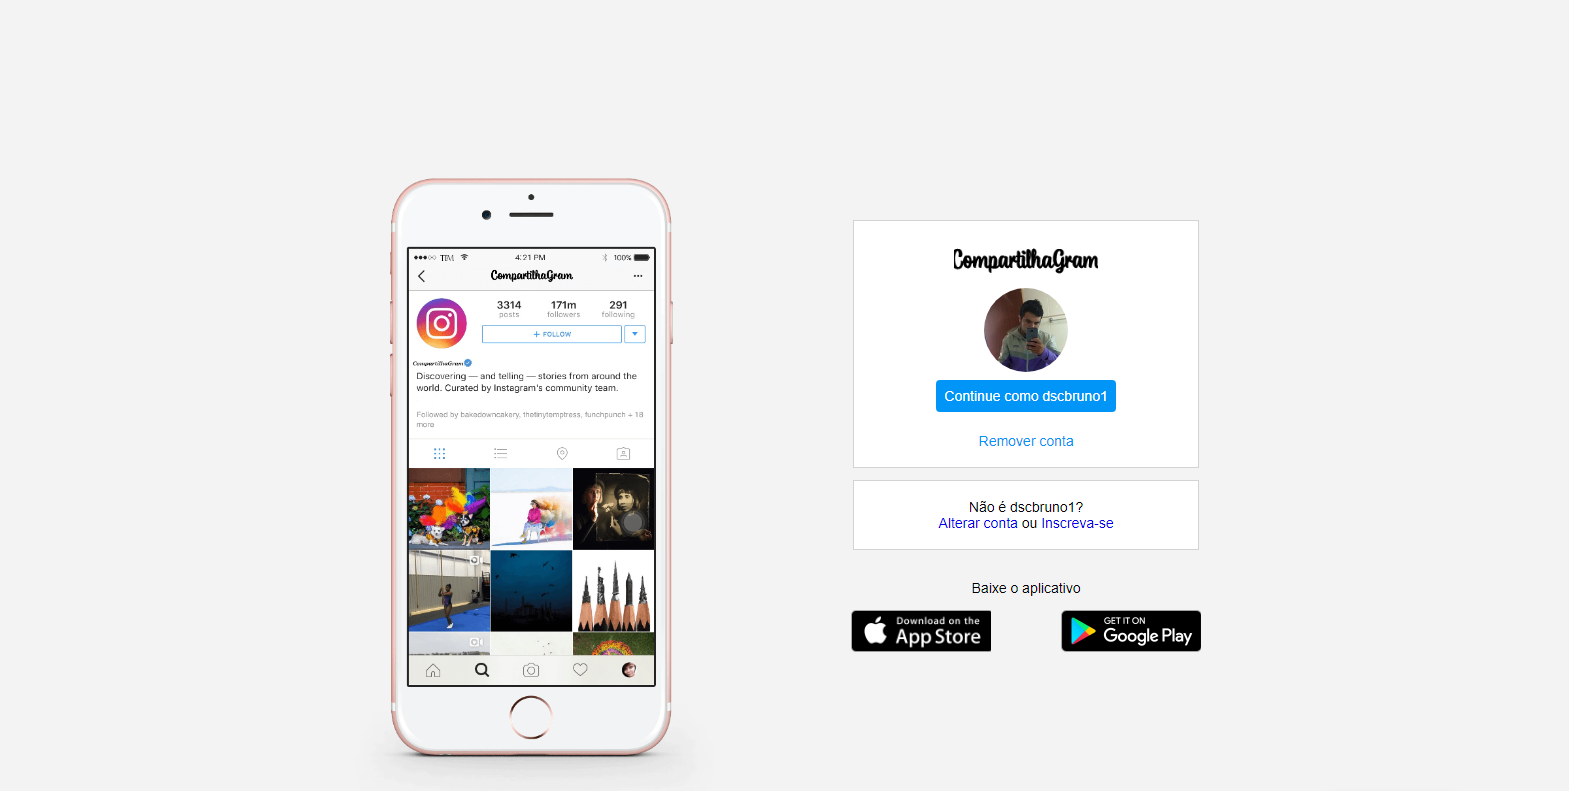 TIM
4:21 PM
100%
CompartilhaGram
3314
posts
171m
followers
291
following
+ FOLLOW
CompartilhaGram
Discovering — and telling — stories from around the
world. Curated by Instagram's community team.
Followed by bakedowncakery, thetinytemptress, funchpunch + 18
more
CompartilhaGram
Continue como dscbruno1
Remover conta
Não é dscbruno1?
Alterar conta ou Inscreva-se
Baixe o aplicativo
Download on the
App Store
GET IT ON
Google Play